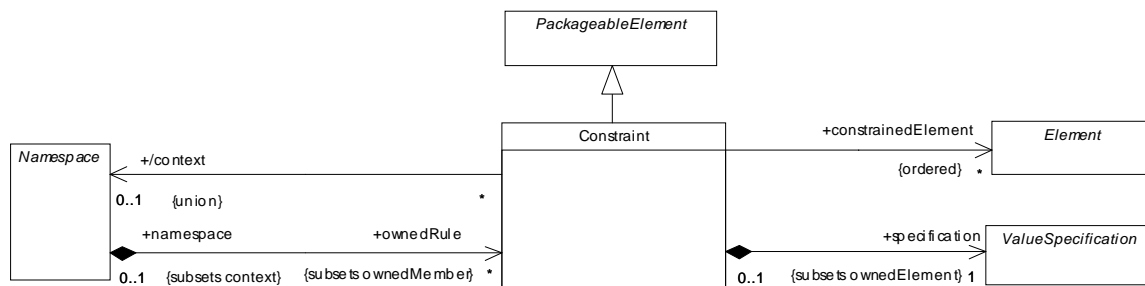 PackageableElement
Constraint
+constrainedElement
Element
Namespace
+/context
{ordered} *
0..1 {union} *
+namespace +ownedRule
+specification
ValueSpecification
0..1 {subsets context} {subsets ownedMember} *
0..1 {subsets ownedElement} 1